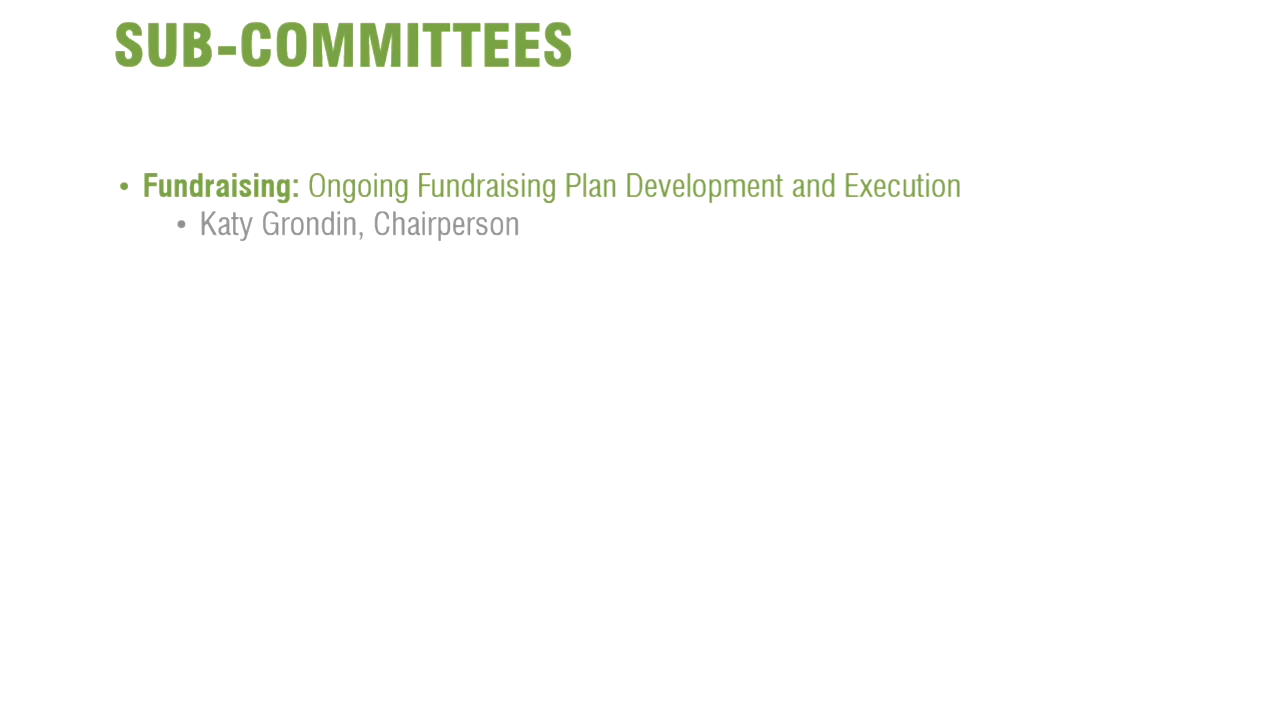 SUB-COMMITTEES
• Fundraising: Ongoing Fundraising Plan Development and Execution
• Katy Grondin, Chairperson